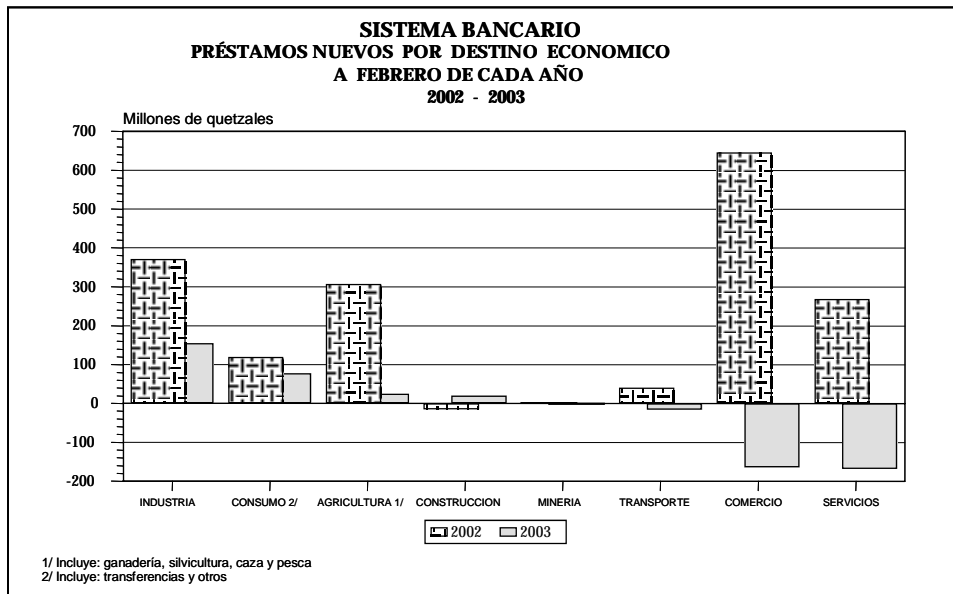 SISTEMA BANCARIO
PRÉSTAMOS NUEVOS POR DESTINO ECONOMICO
A FEBRERO DE CADA AÑO
2002 - 2003
Millones de quetzales
700
600
500
400
300
200
100
0
-100
-200
INDUSTRIA CONSUMO 2/ AGRICULTURA 1/ CONSTRUCCION MINERIA TRANSPORTE COMERCIO SERVICIOS
2002 2003
1/ Incluye: ganadería, silvicultura, caza y pesca
2/ Incluye: transferencias y otros